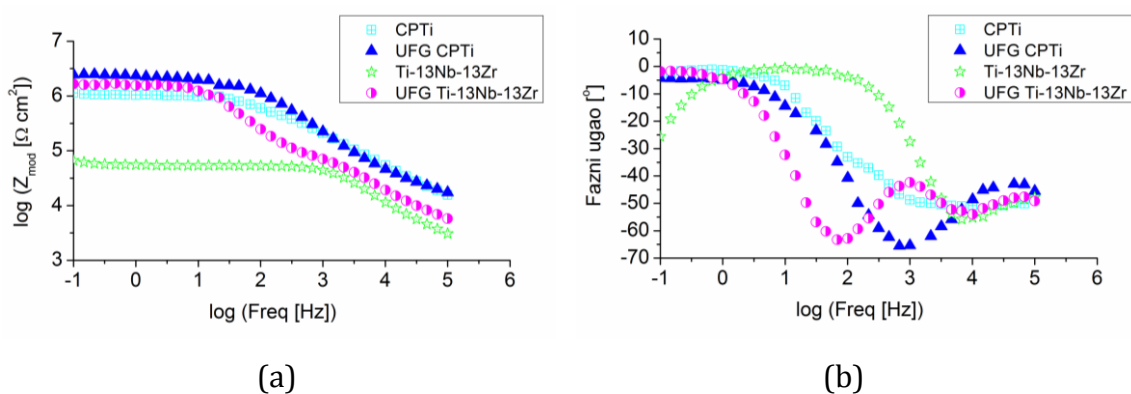 CPTi
UFG CPTi
Ti-13Nb-13Zr
UFG Ti-13Nb-13Zr
7
6
5
4
3
log (Z_mod [Ω cm²])
-1 0 1 2 3 4 5 6
log (Freq [Hz])
(a)
CPTi
UFG CPTi
Ti-13Nb-13Zr
UFG Ti-13Nb-13Zr
10
0
-10
-20
-30
-40
-50
-60
-70
Fazni ugao [°]
-1 0 1 2 3 4 5 6
log (Freq [Hz])
(b)